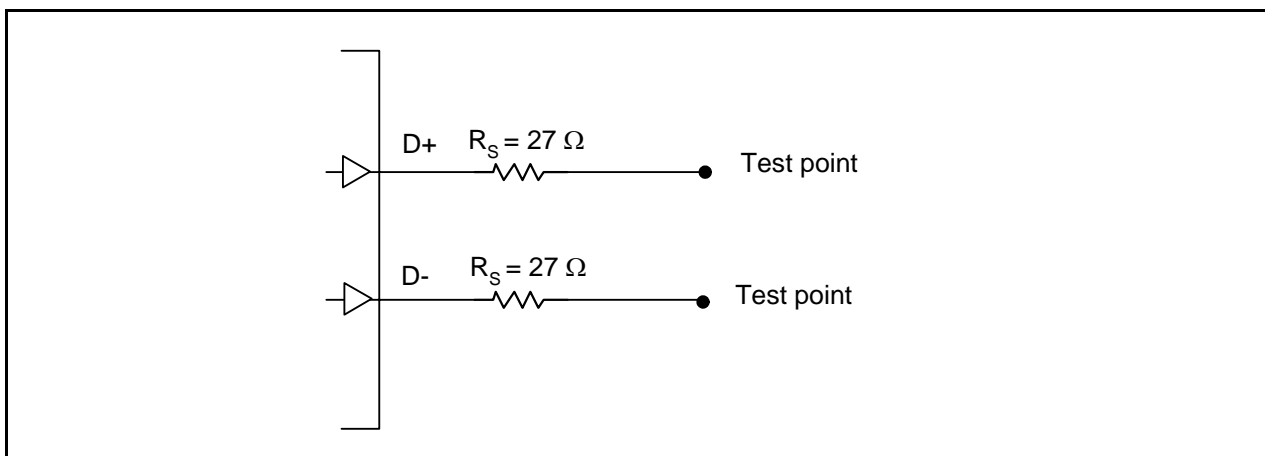 D+ R_S = 27 Ω Test point
D- R_S = 27 Ω Test point